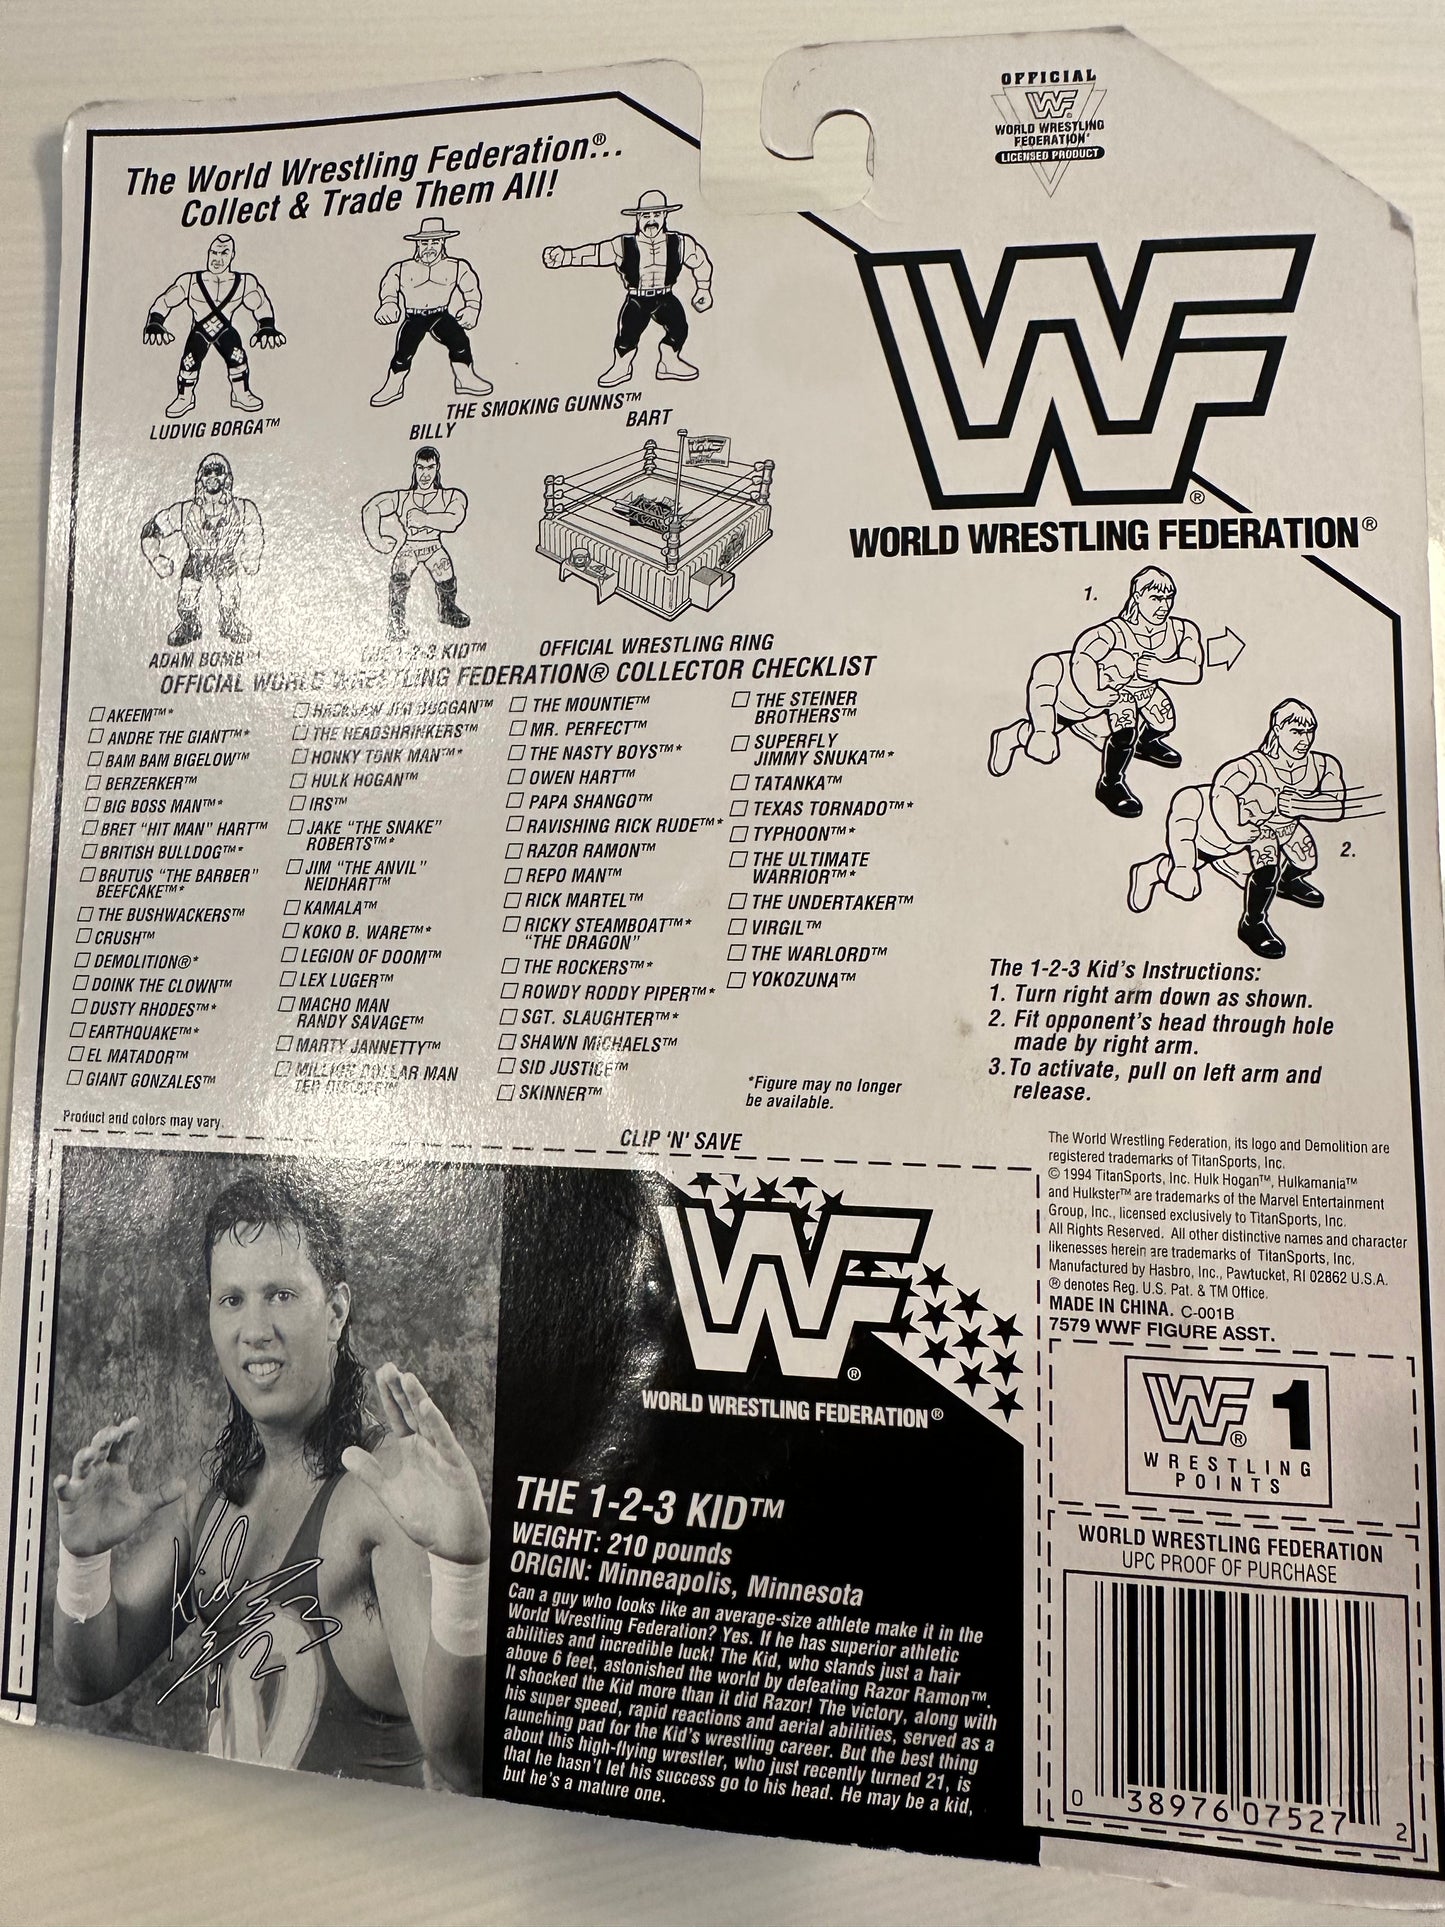 The World Wrestling Federation®...
Collect & Trade Them All!
OFFICIAL
WF
WORLD WRESTLING
FEDERATION®
LICENSED PRODUCT
LUDVIG BORGA™
THE SMOKING GUNNS™
BILLY
BART
ADAM BOMB™
THE 1-2-3 KID™
OFFICIAL WRESTLING RING
WF®
WORLD WRESTLING FEDERATION®
OFFICIAL WORLD WRESTLING FEDERATION® COLLECTOR CHECKLIST
AKEEM™*
ANDRE THE GIANT™*
BAM BAM BIGELOW™
BERZERKER™
BIG BOSS MAN™*
BRET "HIT MAN" HART™
BRITISH BULLDOG™*
BRUTUS "THE BARBER"
BEEFCAKE™*
THE BUSHWACKERS™
CRUSH™
DEMOLITION®*
DOINK THE CLOWN™
DUSTY RHODES™*
EARTHQUAKE™*
EL MATADOR™
GIANT GONZALES™
HACKSAW JIM DUGGAN™
THE HEADSHRINKERS™
HONKY TONK MAN™*
HULK HOGAN™
IRS™
JAKE "THE SNAKE"
ROBERTS™*
JIM "THE ANVIL"
NEIDHART™
KAMALA™
KOKO B. WARE™*
LEGION OF DOOM™
LEX LUGER™
MACHO MAN
RANDY SAVAGE™
MARTY JANNETTY™
MILLION DOLLAR MAN
TED DIBIASE™
THE MOUNTIE™
MR. PERFECT™
THE NASTY BOYS™*
OWEN HART™
PAPA SHANGO™
RAVISHING RICK RUDE™*
RAZOR RAMON™
REPO MAN™
RICK MARTEL™
RICKY STEAMBOAT™*
"THE DRAGON"
THE ROCKERS™*
ROWDY RODDY PIPER™*
SGT. SLAUGHTER™*
SHAWN MICHAELS™
SID JUSTICE™
SKINNER™
THE STEINER
BROTHERS™
SUPERFLY
JIMMY SNUKA™*
TATANKA™
TEXAS TORNADO™*
TYPHOON™*
THE ULTIMATE
WARRIOR™*
THE UNDERTAKER™
VIRGIL™
THE WARLORD™
YOKOZUNA™
*Figure may no longer
be available.
Product and colors may vary.
1.
2.
The 1-2-3 Kid's Instructions:
1. Turn right arm down as shown.
2. Fit opponent's head through hole
made by right arm.
3. To activate, pull on left arm and
release.
CLIP 'N' SAVE
The World Wrestling Federation, its logo and Demolition are
registered trademarks of TitanSports, Inc.
© 1994 TitanSports, Inc. Hulk Hogan™, Hulkamania™
and Hulkster™ are trademarks of the Marvel Entertainment
Group, Inc., licensed exclusively to TitanSports, Inc.
All Rights Reserved. All other distinctive names and character
likenesses herein are trademarks of TitanSports, Inc.
Manufactured by Hasbro, Inc., Pawtucket, RI 02862 U.S.A.
® denotes Reg. U.S. Pat. & TM Office.
MADE IN CHINA. C-001B
7579 WWF FIGURE ASST.
Kid
123
WF®
WORLD WRESTLING FEDERATION®
THE 1-2-3 KID™
WEIGHT: 210 pounds
ORIGIN: Minneapolis, Minnesota
Can a guy who looks like an average-size athlete make it in the
World Wrestling Federation? Yes. If he has superior athletic
abilities and incredible luck! The Kid, who stands just a hair
above 6 feet, astonished the world by defeating Razor Ramon™.
It shocked the Kid more than it did Razor! The victory, along with
his super speed, rapid reactions and aerial abilities, served as a
launching pad for the Kid's wrestling career. But the best thing
about this high-flying wrestler, who just recently turned 21, is
that he hasn't let his success go to his head. He may be a kid,
but he's a mature one.
WF® 1
WRESTLING
POINTS
WORLD WRESTLING FEDERATION
UPC PROOF OF PURCHASE
0 38976 07527 2